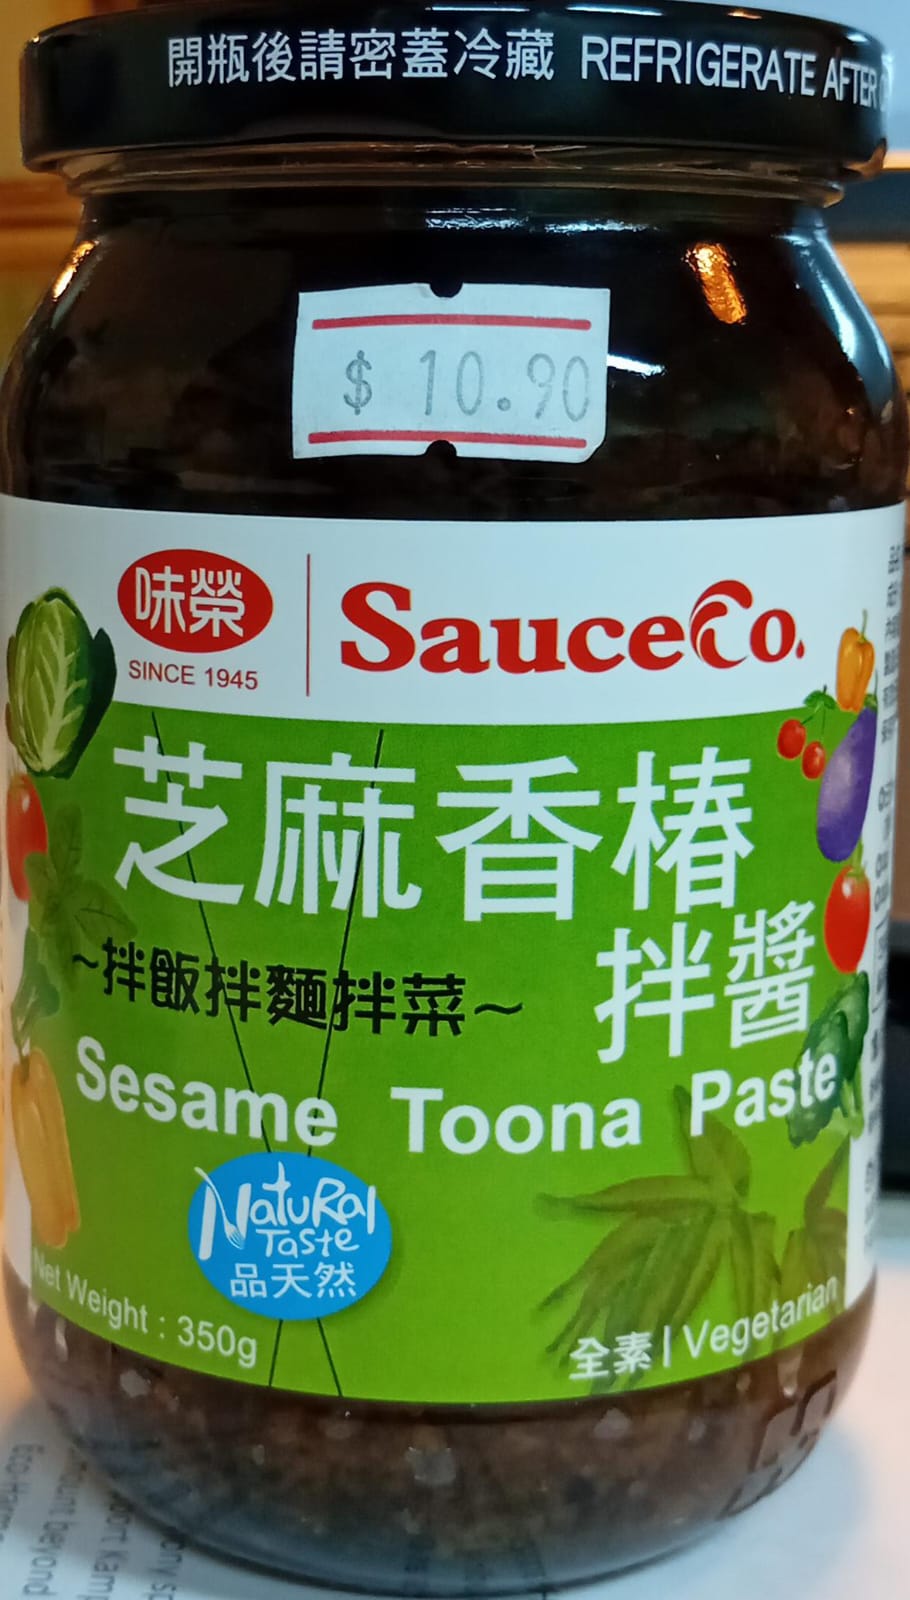 開瓶後請密蓋冷藏 REFRIGERATE AFTER
$ 10.90
味榮
SINCE 1945
SauceCo.
芝麻香椿
拌醬
~拌飯拌麵拌菜~
Sesame Toona Paste
Natural
Taste
品天然
Net Weight : 350g
全素 | Vegetarian